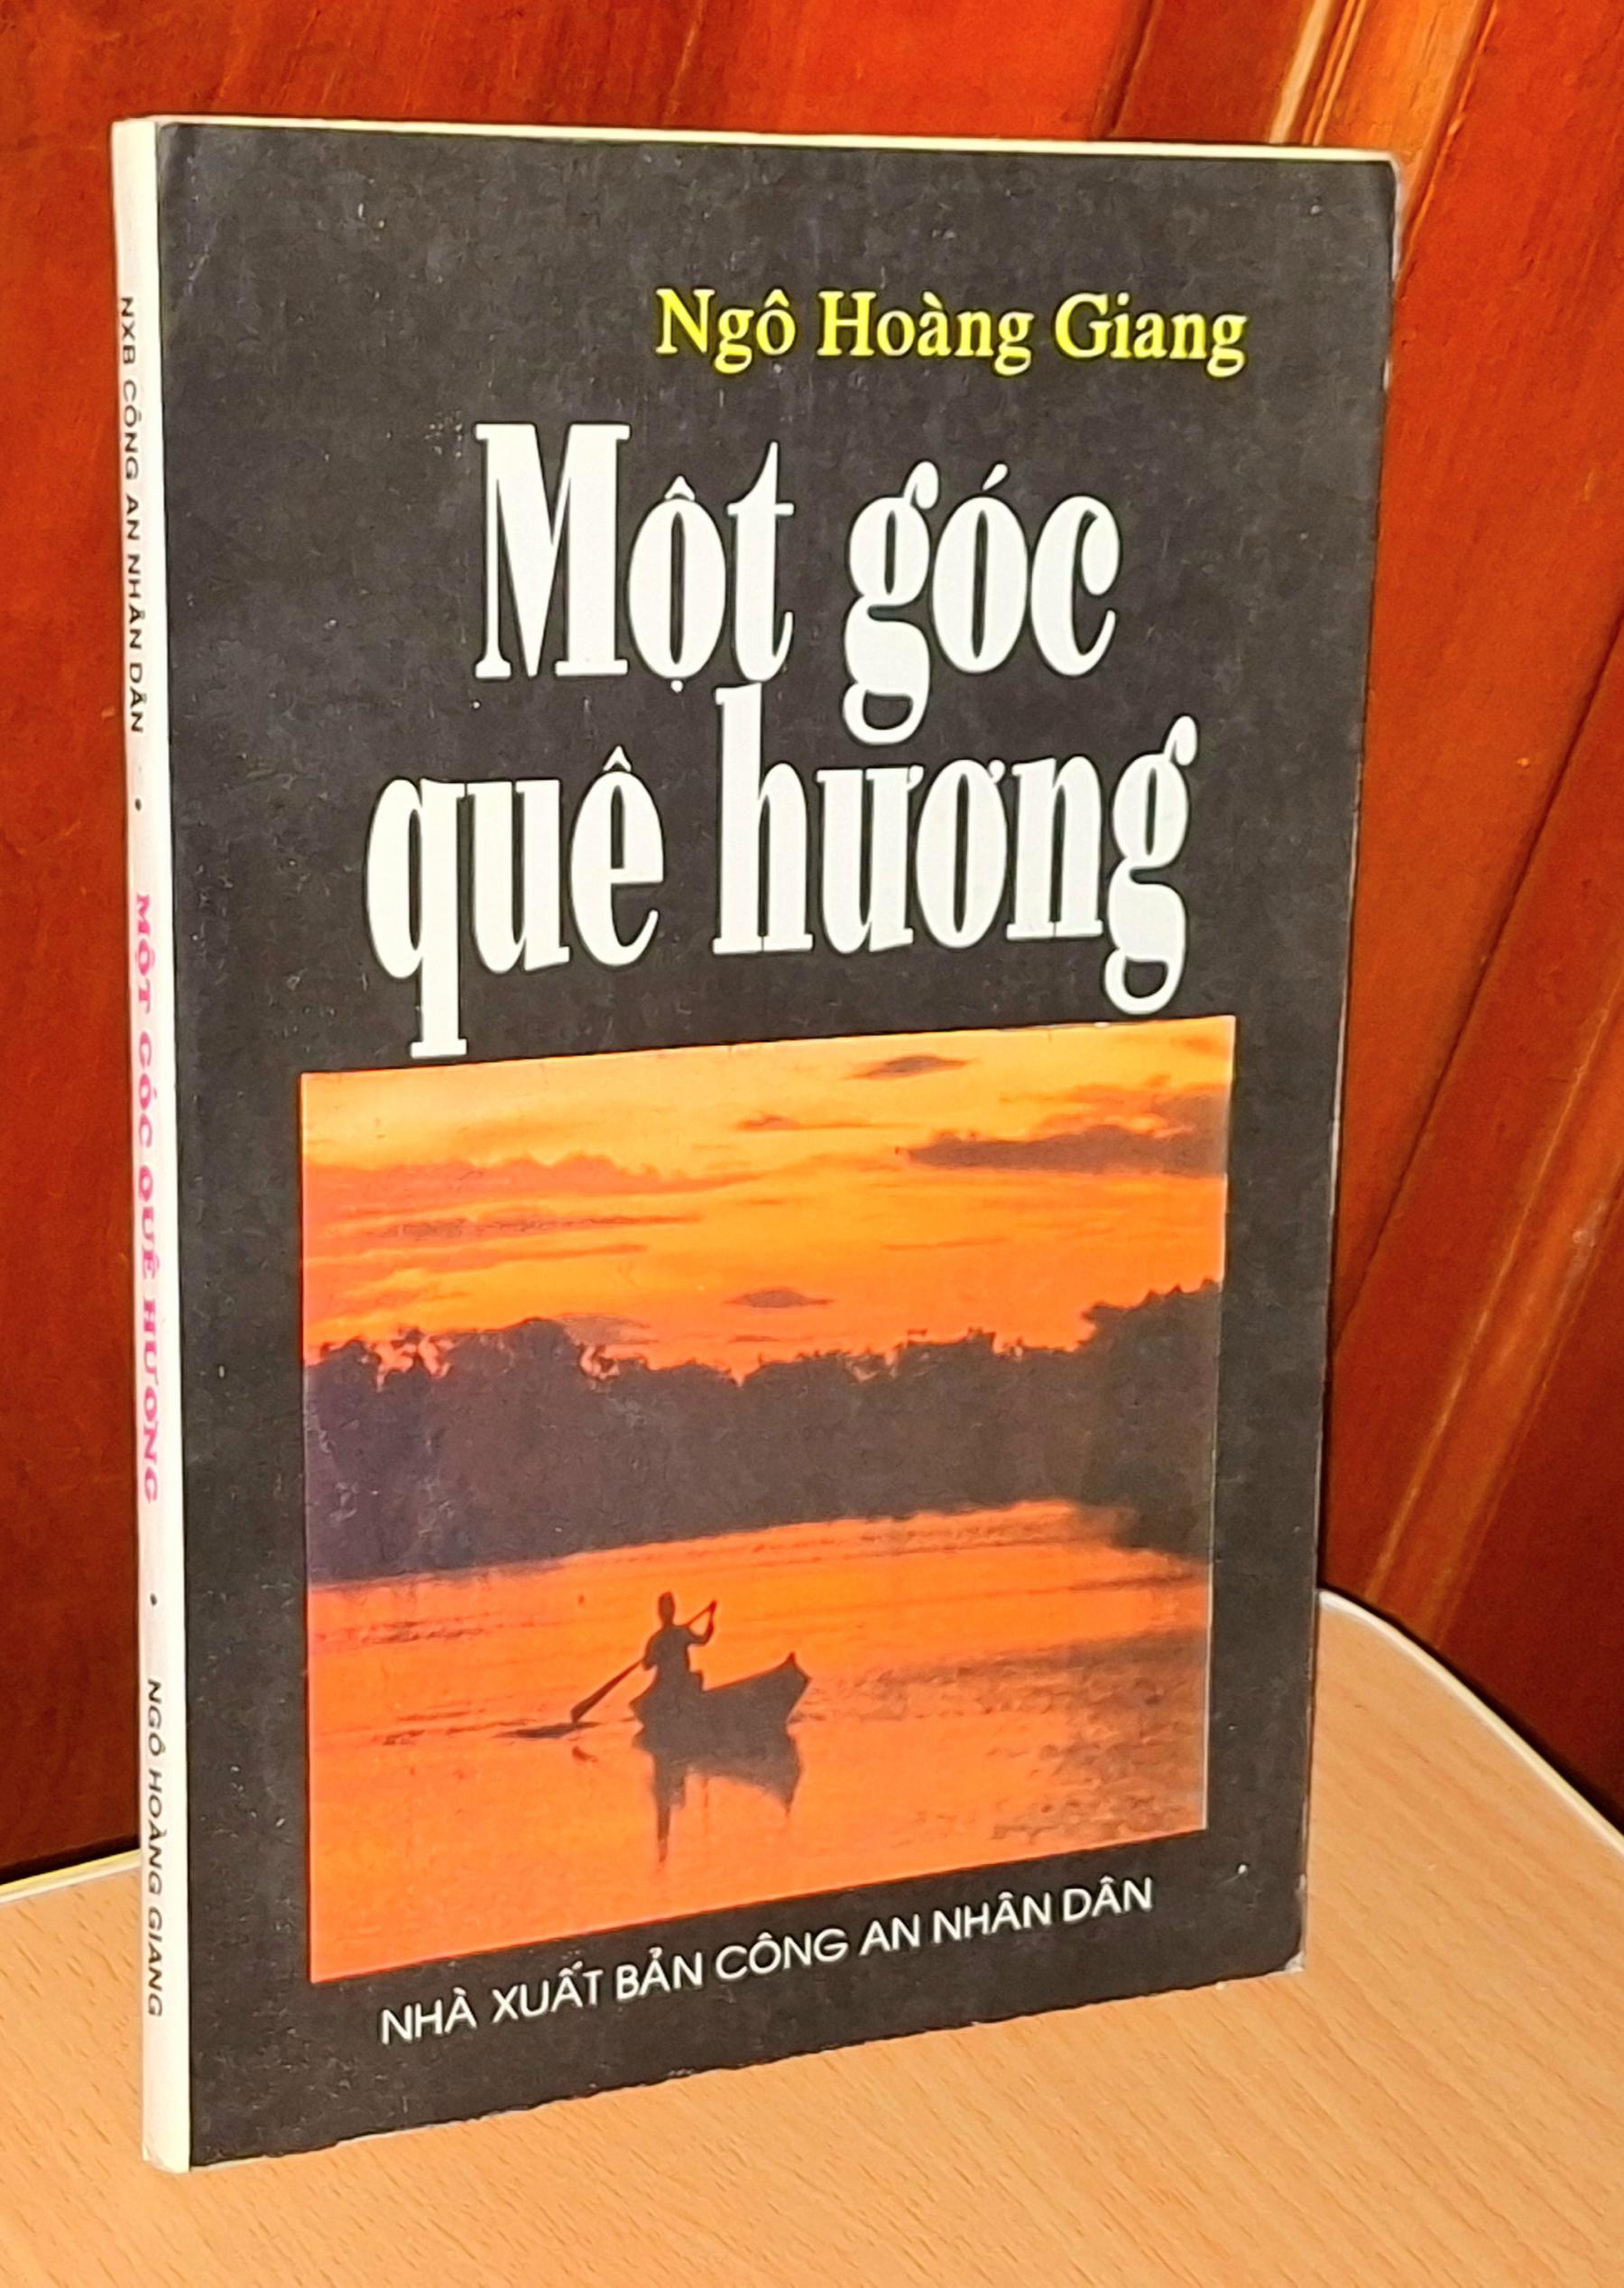 Ngô Hoàng Giang
Một góc
quê hương
NHÀ XUẤT BẢN CÔNG AN NHÂN DÂN
NXB CÔNG AN NHÂN DÂN • MỘT GÓC QUÊ HƯƠNG • NGÔ HOÀNG GIANG